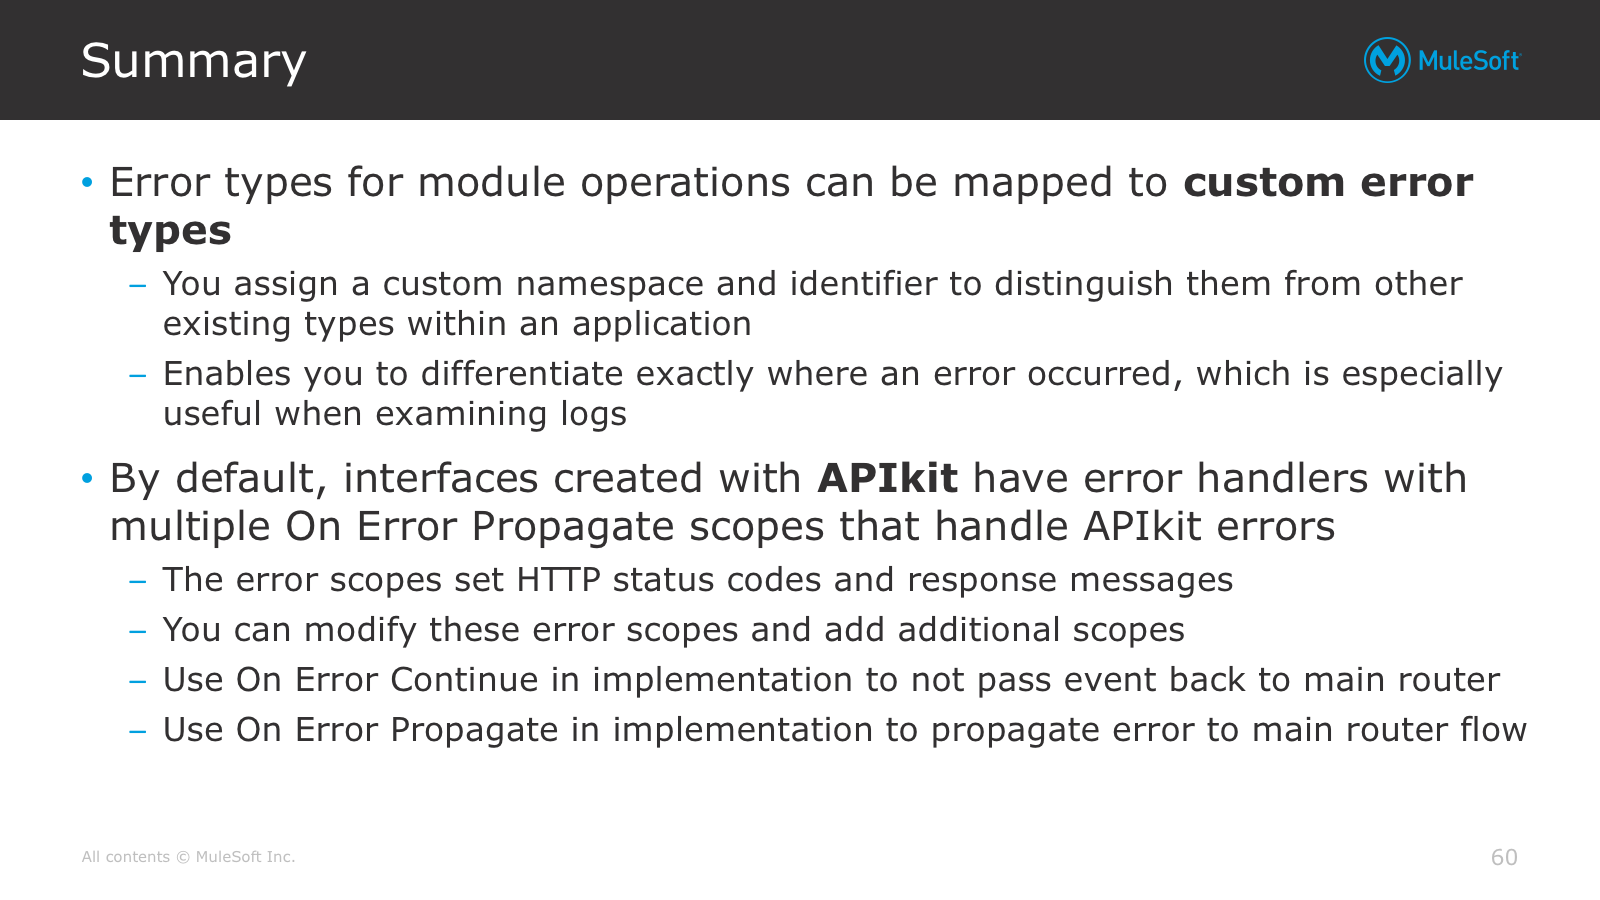 Summary
MuleSoft
• Error types for module operations can be mapped to custom error
types
– You assign a custom namespace and identifier to distinguish them from other
existing types within an application
– Enables you to differentiate exactly where an error occurred, which is especially
useful when examining logs
• By default, interfaces created with APIkit have error handlers with
multiple On Error Propagate scopes that handle APIkit errors
– The error scopes set HTTP status codes and response messages
– You can modify these error scopes and add additional scopes
– Use On Error Continue in implementation to not pass event back to main router
– Use On Error Propagate in implementation to propagate error to main router flow
All contents © MuleSoft Inc.
60